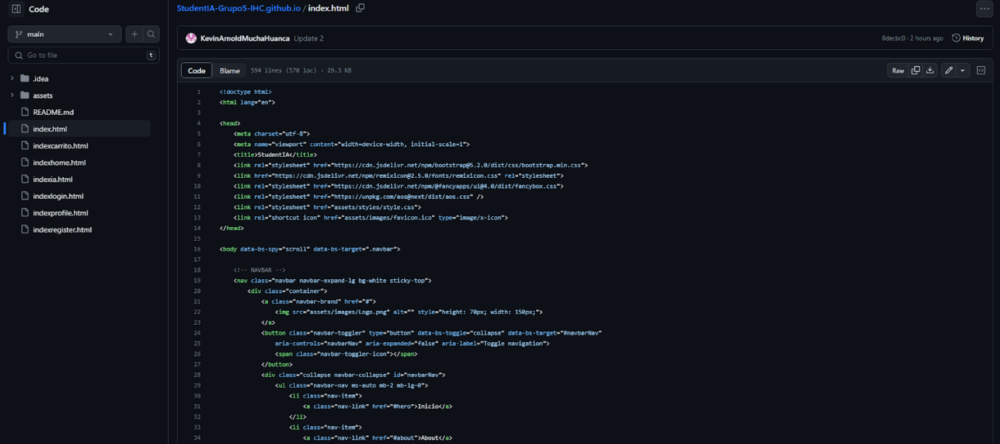 Code
main
Go to file
t
.idea
assets
README.md
index.html
indexcarrito.html
indexhome.html
indexia.html
indexlogin.html
indexprofile.html
indexregister.html
StudentIA-Grupo5-IHC.github.io / index.html
KevinArnoldMuchaHuanca Update 2
8decbc0 · 2 hours ago History
Code Blame 594 lines (570 loc) · 29.3 KB
Raw
1 <!doctype html>
2 <html lang="en">
3
4 <head>
5 <meta charset="utf-8">
6 <meta name="viewport" content="width=device-width, initial-scale=1">
7 <title>StudentIA</title>
8 <link rel="stylesheet" href="https://cdn.jsdelivr.net/npm/bootstrap@5.2.0/dist/css/bootstrap.min.css">
9 <link href="https://cdn.jsdelivr.net/npm/remixicon@2.5.0/fonts/remixicon.css" rel="stylesheet">
10 <link rel="stylesheet" href="https://cdn.jsdelivr.net/npm/@fancyapps/ui@4.0/dist/fancybox.css">
11 <link rel="stylesheet" href="https://unpkg.com/aos@next/dist/aos.css" />
12 <link rel="stylesheet" href="assets/styles/style.css">
13 <link rel="shortcut icon" href="assets/images/favicon.ico" type="image/x-icon">
14 </head>
15
16 <body data-bs-spy="scroll" data-bs-target=".navbar">
17
18 <!-- NAVBAR -->
19 <nav class="navbar navbar-expand-lg bg-white sticky-top">
20 <div class="container">
21 <a class="navbar-brand" href="#">
22 <img src="assets/images/Logo.png" alt="" style="height: 70px; width: 150px;">
23 </a>
24 <button class="navbar-toggler" type="button" data-bs-toggle="collapse" data-bs-target="#navbarNav"
25 aria-controls="navbarNav" aria-expanded="false" aria-label="Toggle navigation">
26 <span class="navbar-toggler-icon"></span>
27 </button>
28 <div class="collapse navbar-collapse" id="navbarNav">
29 <ul class="navbar-nav ms-auto mb-2 mb-lg-0">
30 <li class="nav-item">
31 <a class="nav-link" href="#hero">Inicio</a>
32 </li>
33 <li class="nav-item">
34 <a class="nav-link" href="#about">About</a>